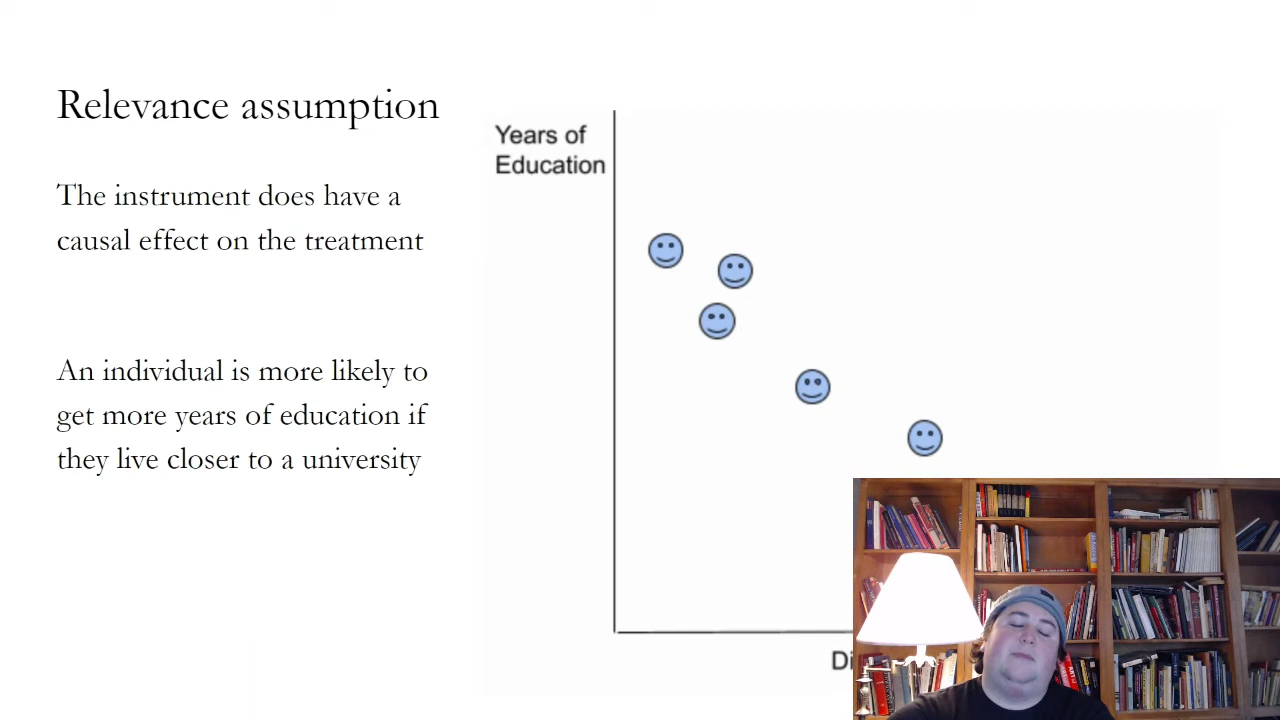 Relevance assumption
The instrument does have a
causal effect on the treatment
An individual is more likely to
get more years of education if
they live closer to a university
Years of
Education